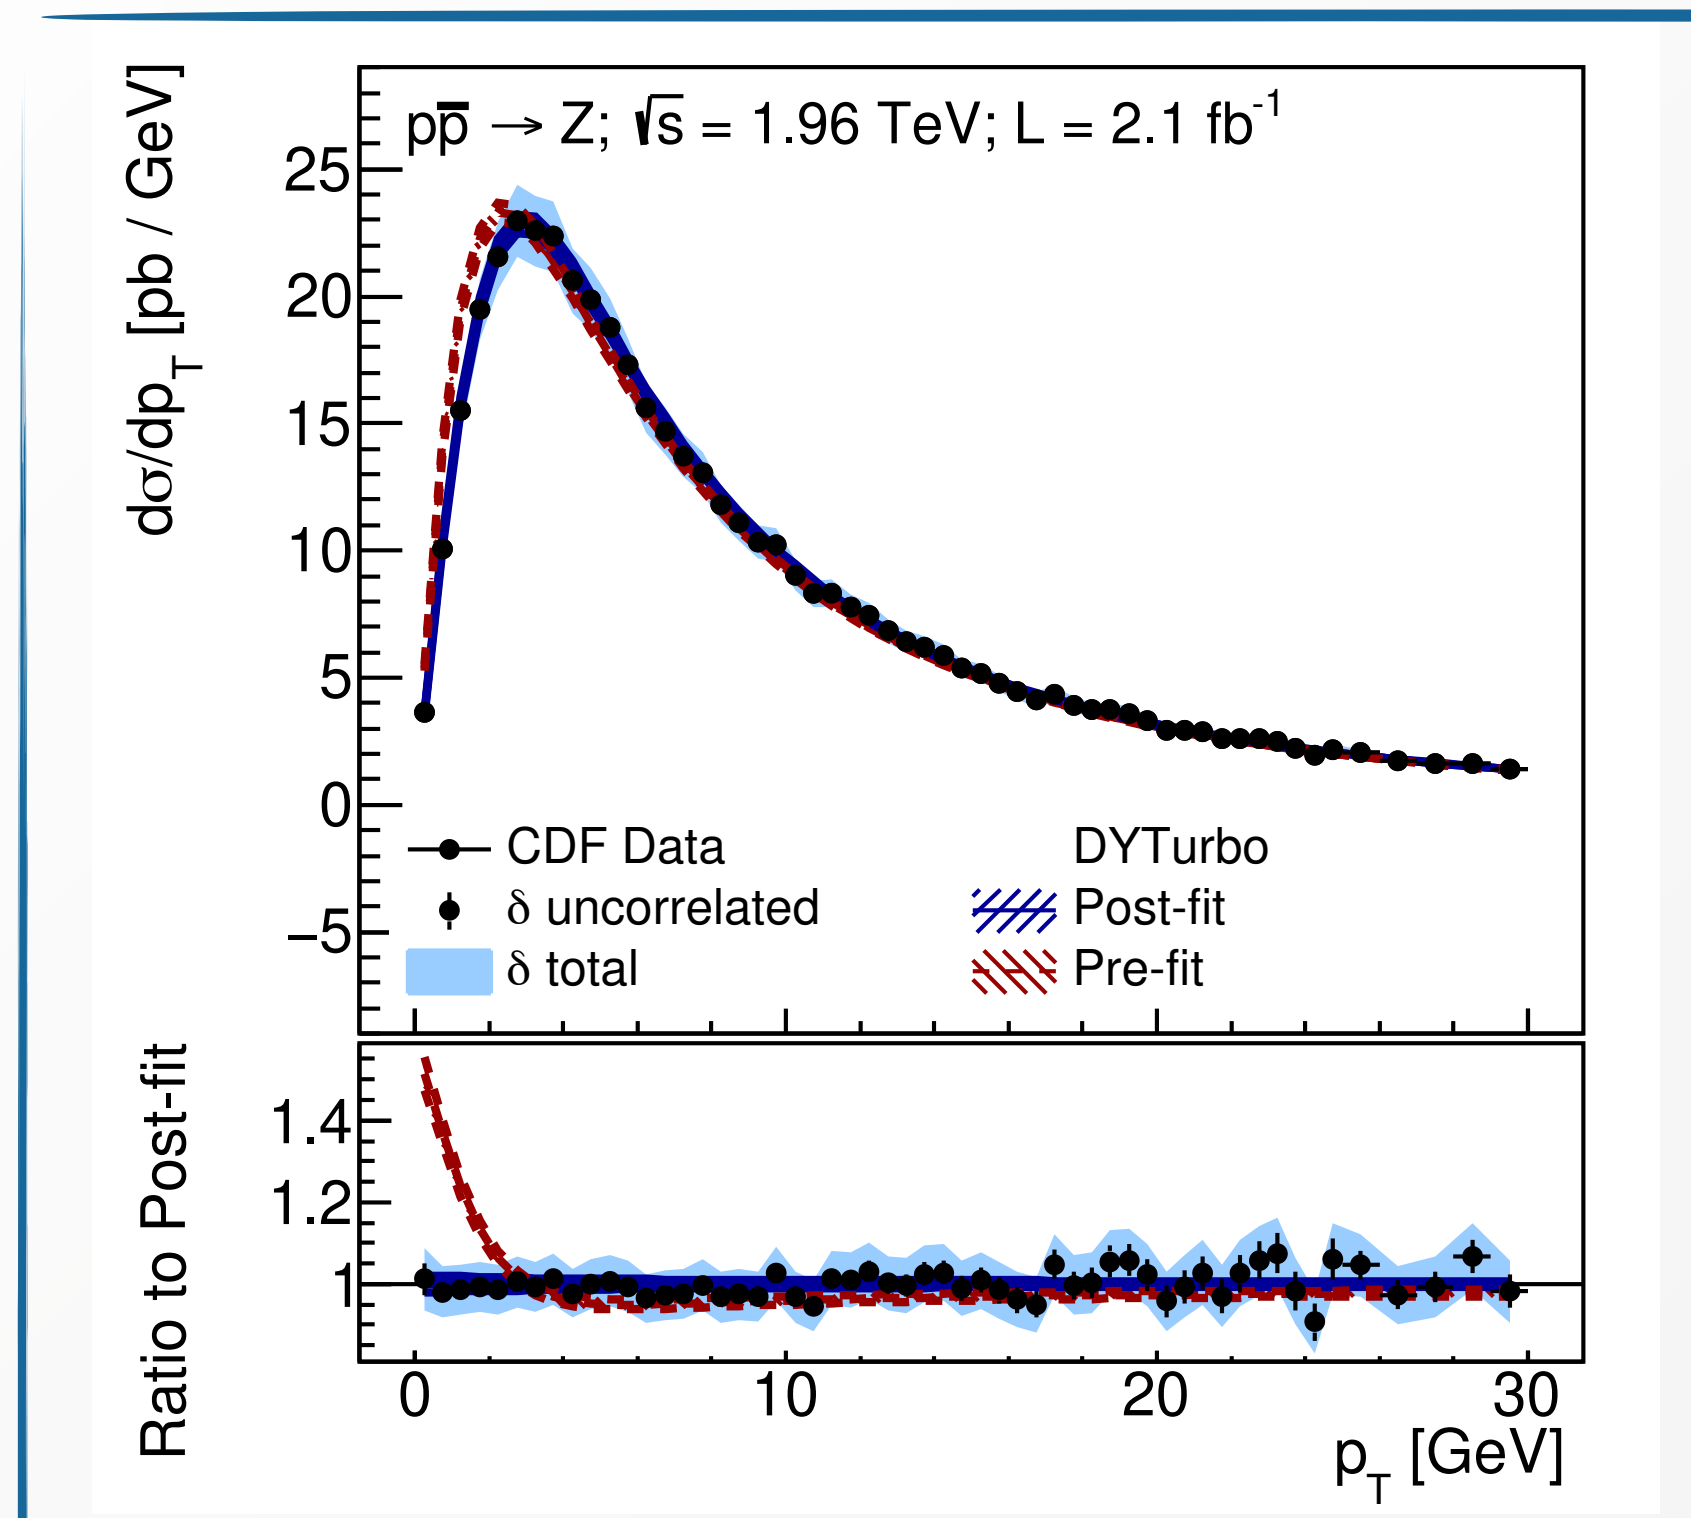 pp̅ → Z; √s = 1.96 TeV; L = 2.1 fb⁻¹
dσ/dp_T [pb / GeV]
25
20
15
10
5
0
−5
CDF Data
δ uncorrelated
δ total
DYTurbo
Post-fit
Pre-fit
Ratio to Post-fit
1.4
1.2
1
0 10 20 30
p_T [GeV]